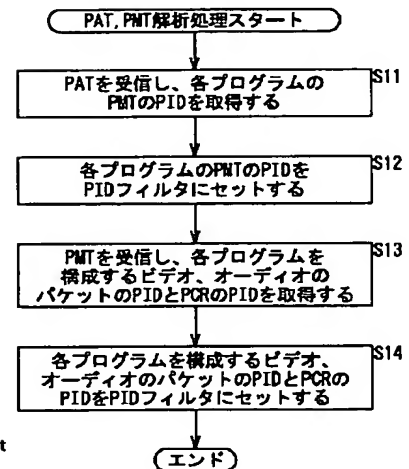 PAT,PMT解析処理スタート
S11
PATを受信し、各プログラムの
PMTのPIDを取得する
S12
各プログラムのPMTのPIDを
PIDフィルタにセットする
S13
PMTを受信し、各プログラムを
構成するビデオ、オーディオの
パケットのPIDとPCRのPIDを取得する
S14
各プログラムを構成するビデオ、
オーディオのパケットのPIDとPCRの
PIDをPIDフィルタにセットする
t
エンド